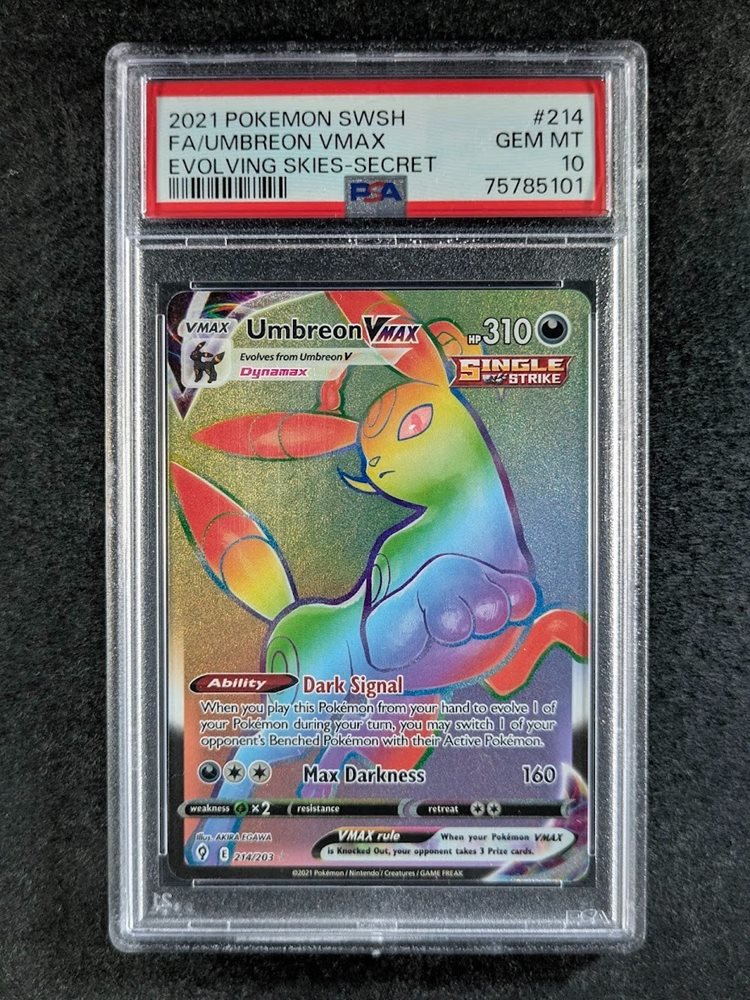 2021 POKEMON SWSH #214
FA/UMBREON VMAX GEM MT
EVOLVING SKIES-SECRET 10
PSA 75785101
VMAX Umbreon VMAX HP 310
Evolves from Umbreon V
Dynamax
SINGLE
STRIKE
Ability Dark Signal
When you play this Pokémon from your hand to evolve 1 of
your Pokémon during your turn, you may switch 1 of your
opponent's Benched Pokémon with their Active Pokémon.
Max Darkness 160
weakness ×2 resistance retreat
Illus. AKIRA EGAWA
E 214/203
VMAX rule When your Pokémon VMAX
is Knocked Out, your opponent takes 3 Prize cards.
©2021 Pokémon / Nintendo / Creatures / GAME FREAK